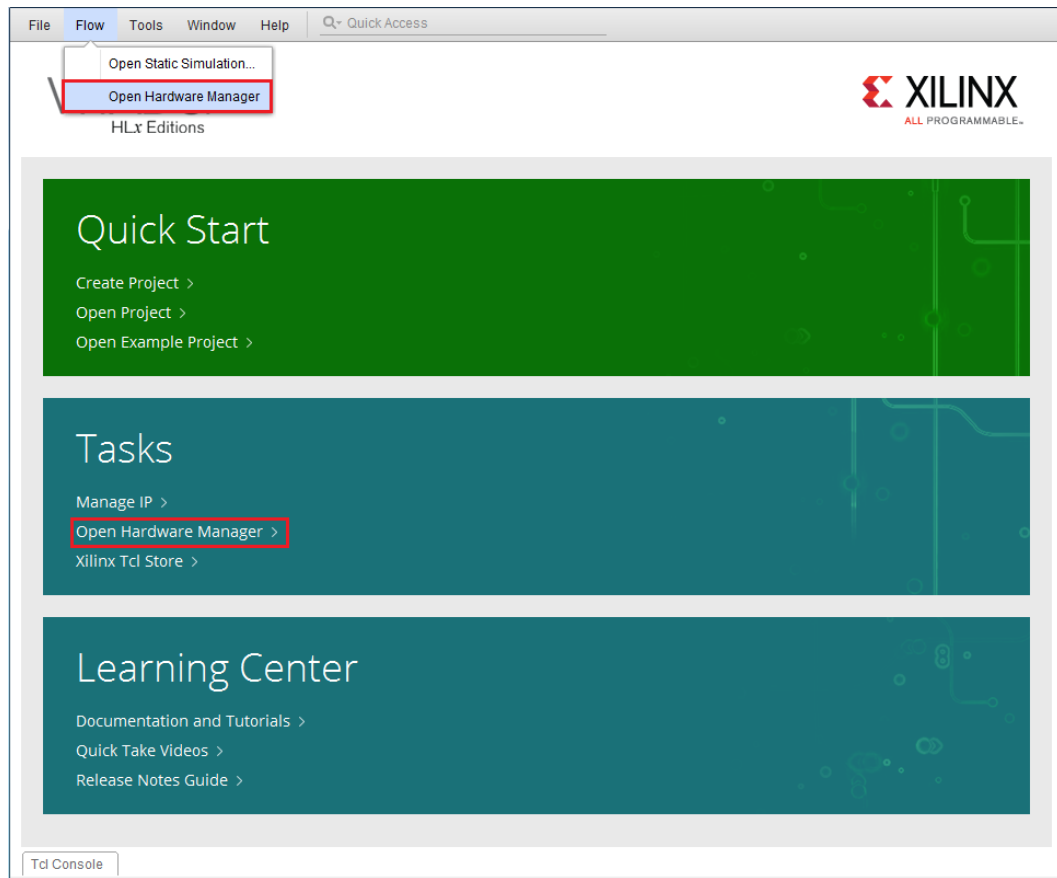 File Flow Tools Window Help Quick Access
Open Static Simulation...
Open Hardware Manager
HLx Editions
XILINX
ALL PROGRAMMABLE™
Quick Start
Create Project >
Open Project >
Open Example Project >
Tasks
Manage IP >
Open Hardware Manager >
Xilinx Tcl Store >
Learning Center
Documentation and Tutorials >
Quick Take Videos >
Release Notes Guide >
Tcl Console